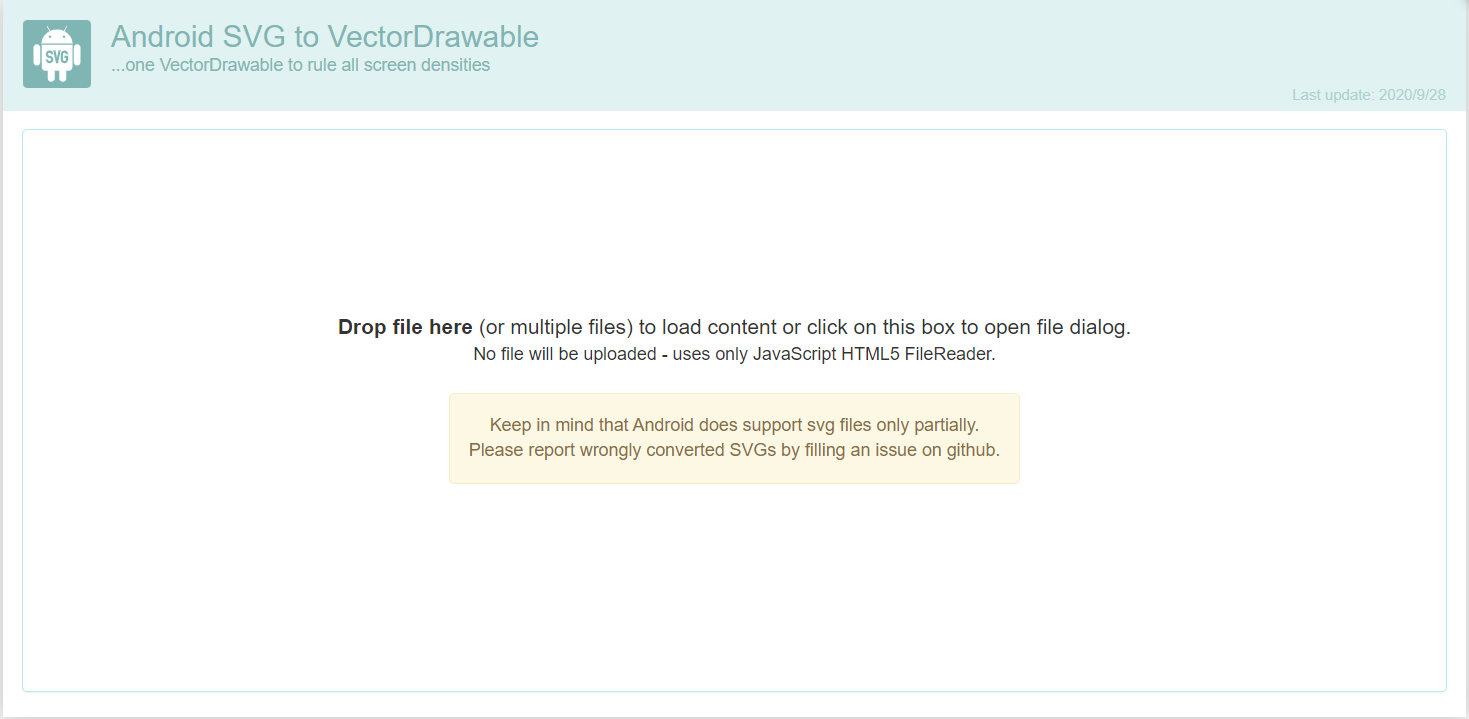 SVG
Android SVG to VectorDrawable
...one VectorDrawable to rule all screen densities
Last update: 2020/9/28
Drop file here (or multiple files) to load content or click on this box to open file dialog.
No file will be uploaded - uses only JavaScript HTML5 FileReader.
Keep in mind that Android does support svg files only partially.
Please report wrongly converted SVGs by filling an issue on github.